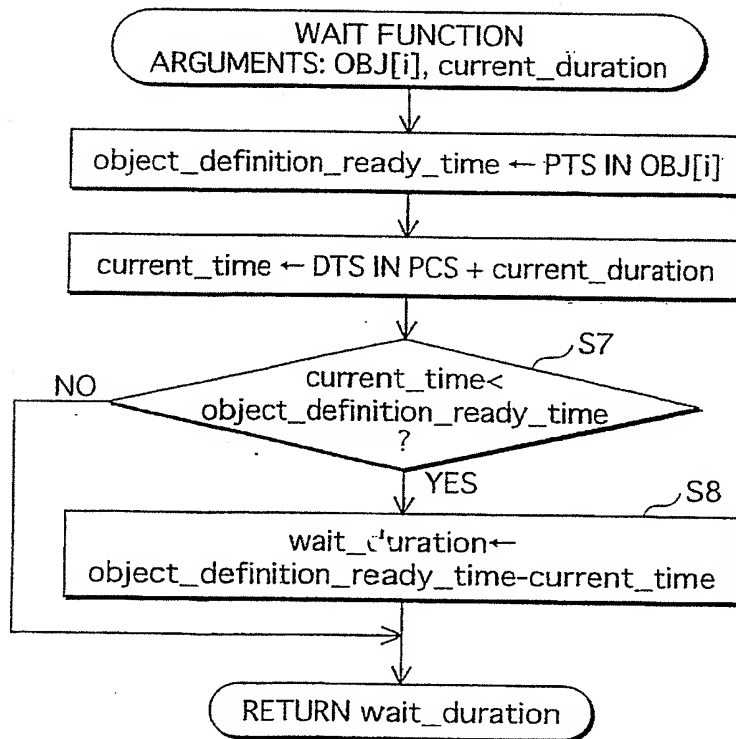 WAIT FUNCTION
ARGUMENTS: OBJ[i], current_duration
object_definition_ready_time ← PTS IN OBJ[i]
current_time ← DTS IN PCS + current_duration
S7
NO
current_time<
object_definition_ready_time
?
YES
S8
wait_duration←
object_definition_ready_time-current_time
RETURN wait_duration